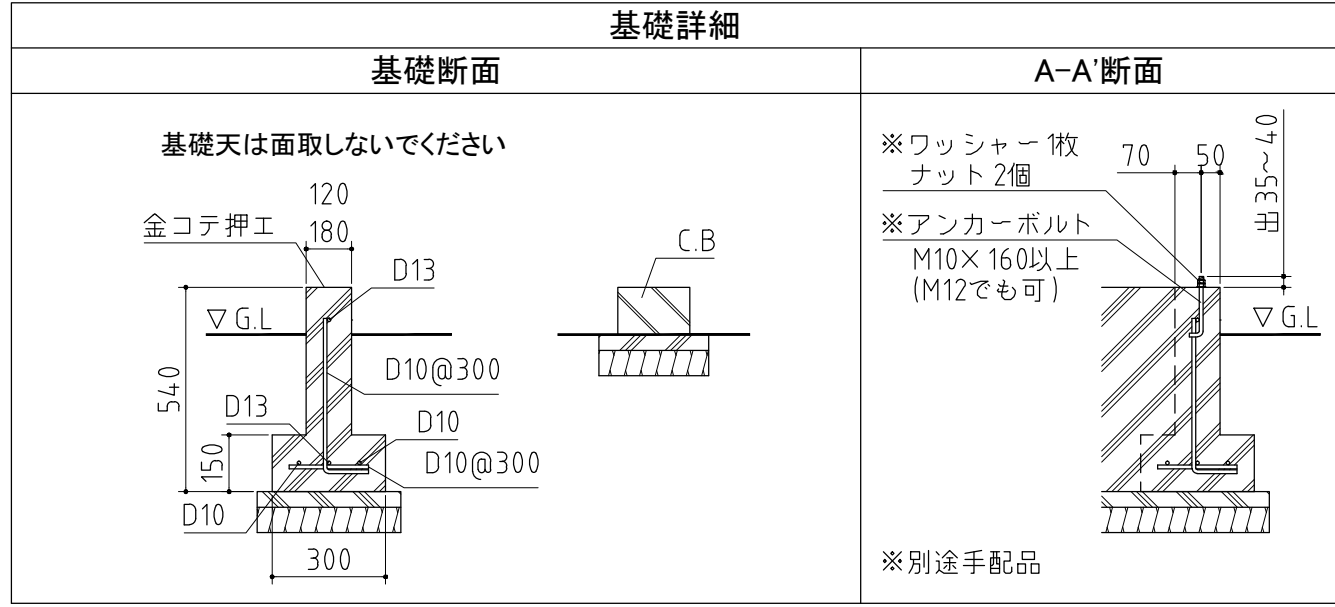 基礎詳細
基礎断面
A-A'断面
基礎天は面取しないでください
120
180
金コテ押エ
D13
▽ G.L
D10@300
540
D13
D10
150
D10@300
D10
300
C.B
※ワッシャー 1枚
ナット 2個
70
50
出 35～40
※アンカーボルト
M10×160以上
(M12でも可)
▽ G.L
※別途手配品